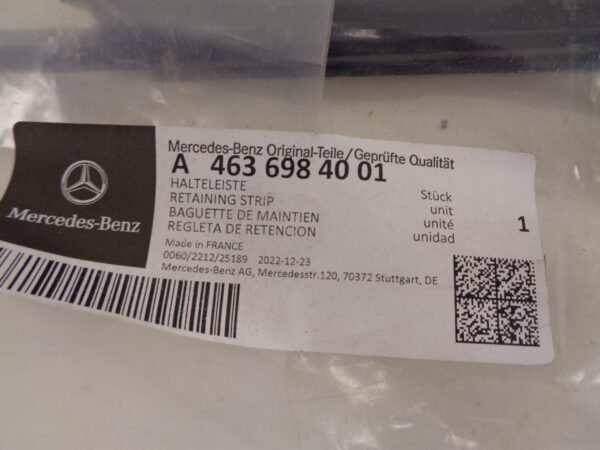 Mercedes-Benz Original-Teile/Geprüfte Qualität
A 463 698 40 01
HALTELEISTE
RETAINING STRIP
BAGUETTE DE MAINTIEN
REGLETA DE RETENCION
Stück
unit
unité
unidad
1
Made in FRANCE
0060/2212/25189 2022-12-23
Mercedes-Benz AG, Mercedesstr.120, 70372 Stuttgart, DE
Mercedes-Benz